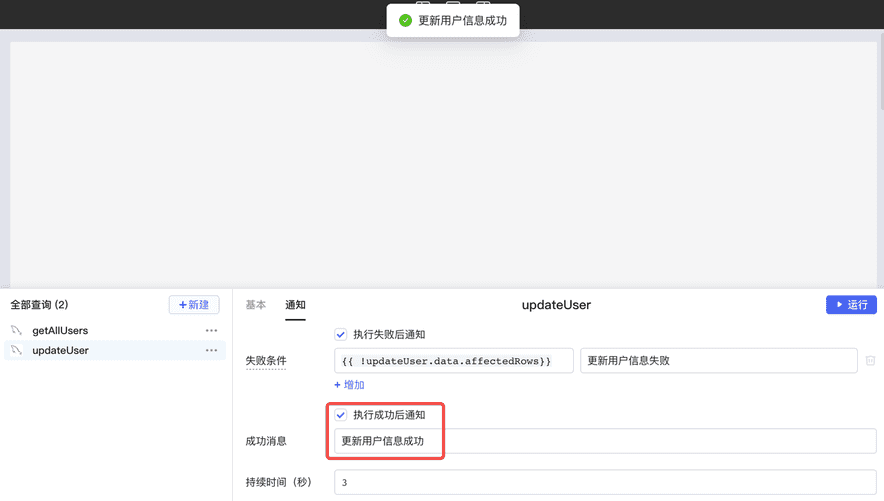 更新用户信息成功
全部查询 (2)
+新建
基本
通知
updateUser
运行
getAllUsers
updateUser
执行失败后通知
失败条件
{{ !updateUser.data.affectedRows}}
更新用户信息失败
+ 增加
执行成功后通知
成功消息
更新用户信息成功
持续时间（秒）
3